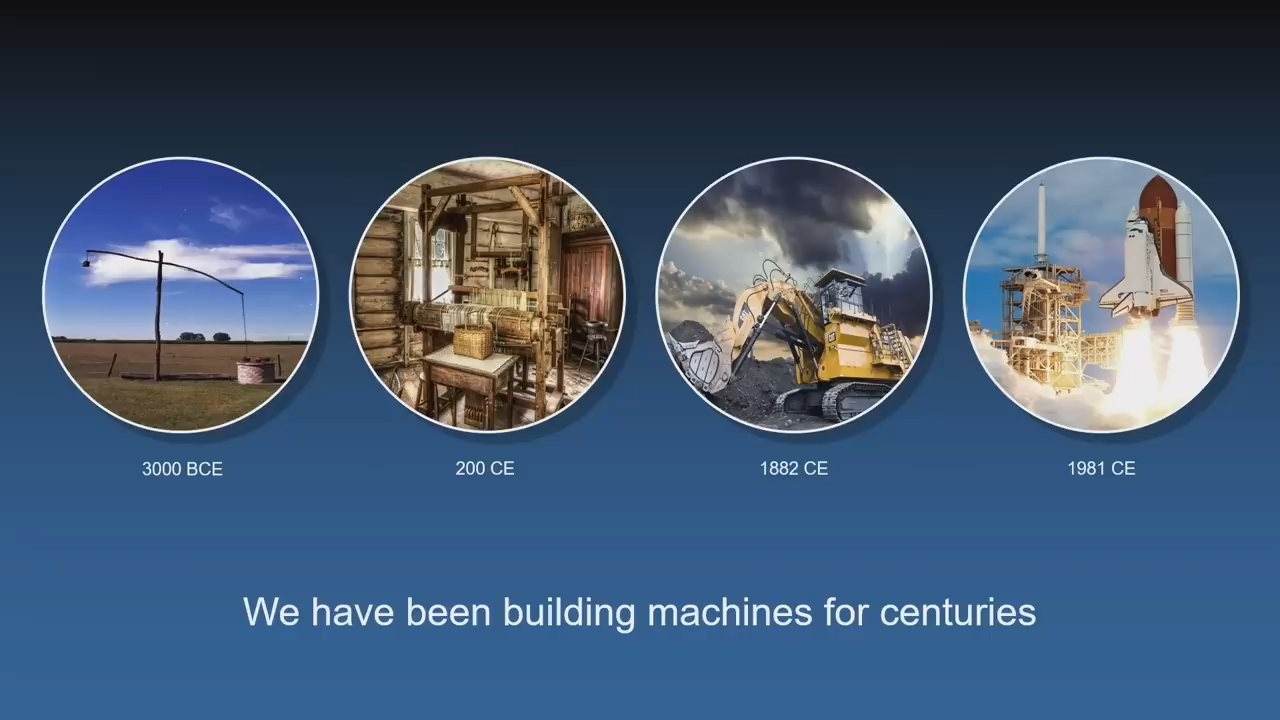 3000 BCE
200 CE
1882 CE
1981 CE
We have been building machines for centuries